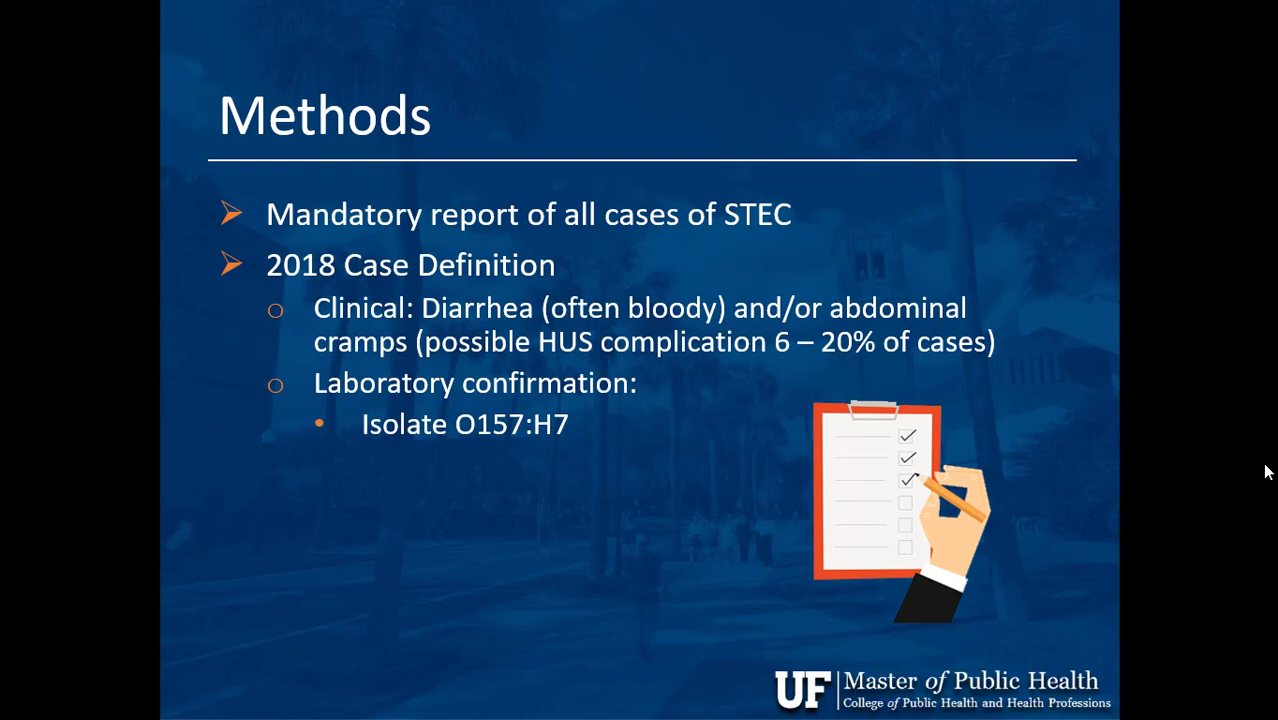 Methods
Mandatory report of all cases of STEC
2018 Case Definition
Clinical: Diarrhea (often bloody) and/or abdominal
cramps (possible HUS complication 6 – 20% of cases)
Laboratory confirmation:
Isolate O157:H7
UF Master of Public Health
College of Public Health and Health Professions